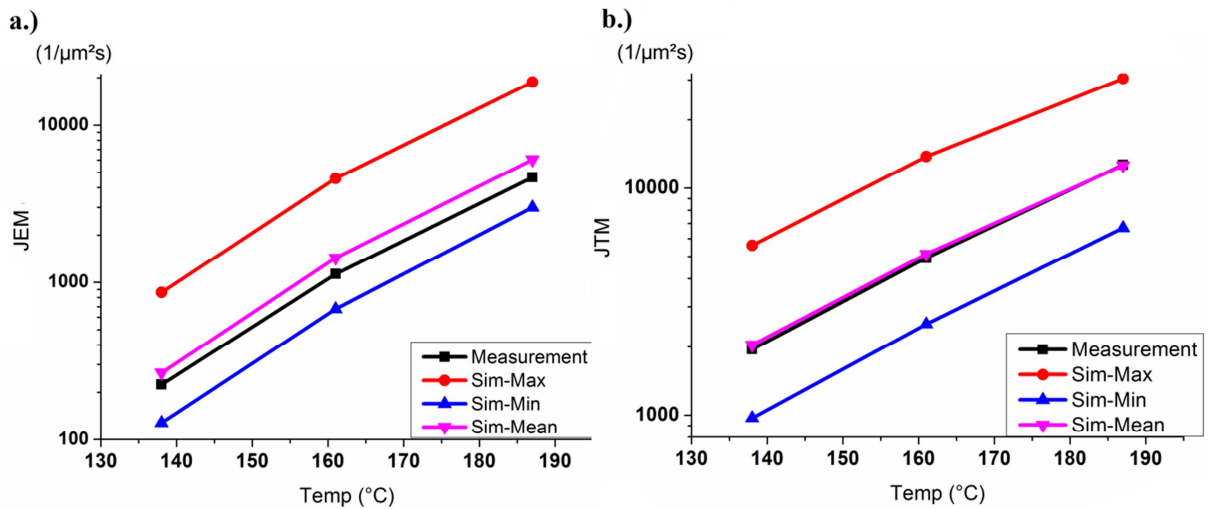 a.)
(1/µm²s)
10000
1000
100
JEM
130 140 150 160 170 180 190
Temp (°C)
Measurement
Sim-Max
Sim-Min
Sim-Mean
b.)
(1/µm²s)
10000
1000
JTM
130 140 150 160 170 180 190
Temp (°C)
Measurement
Sim-Max
Sim-Min
Sim-Mean